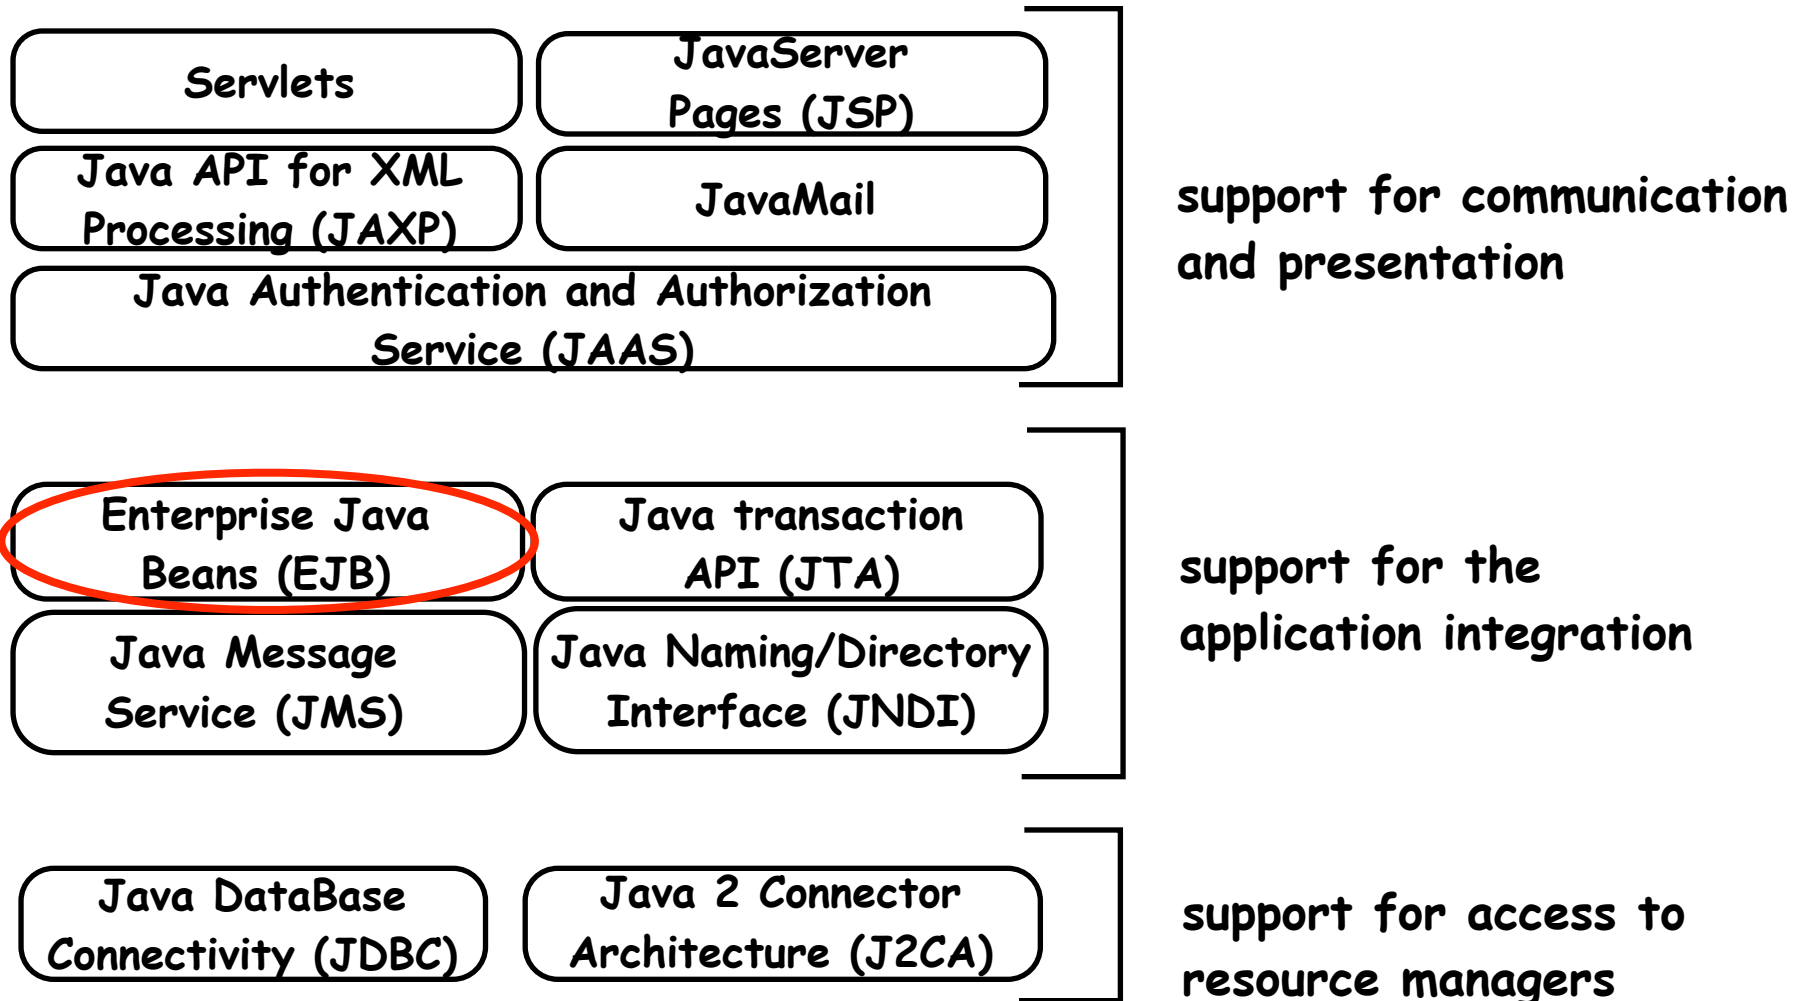 Servlets
JavaServer
Pages (JSP)
Java API for XML
Processing (JAXP)
JavaMail
Java Authentication and Authorization
Service (JAAS)
support for communication
and presentation
Enterprise Java
Beans (EJB)
Java transaction
API (JTA)
Java Message
Service (JMS)
Java Naming/Directory
Interface (JNDI)
support for the
application integration
Java DataBase
Connectivity (JDBC)
Java 2 Connector
Architecture (J2CA)
support for access to
resource managers